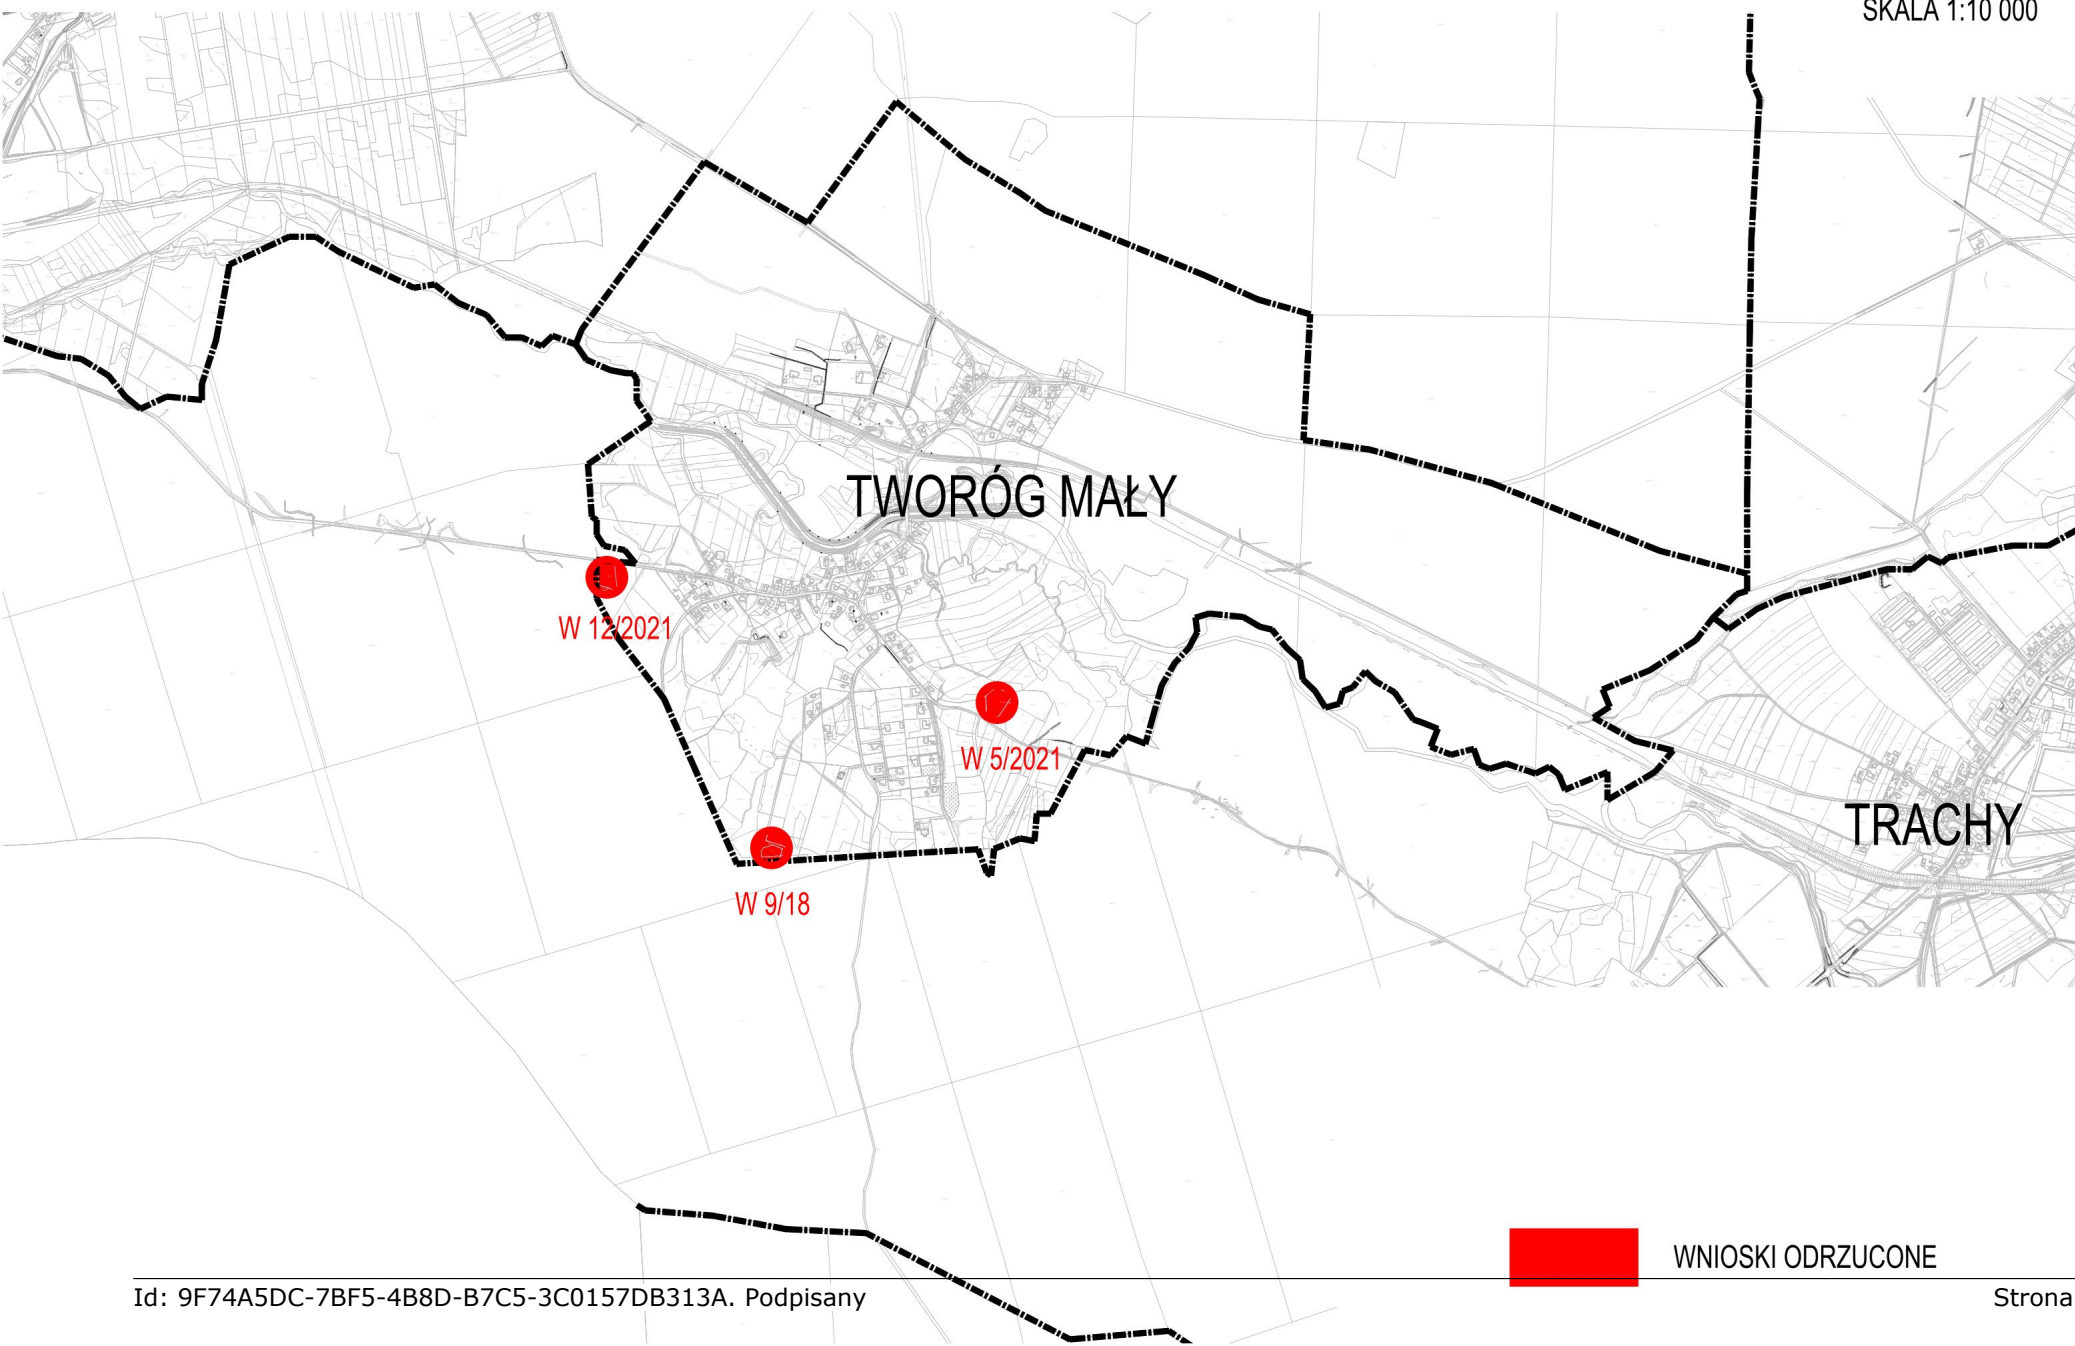 SKALA 1:10 000
TWORÓG MAŁY
W 12/2021
W 5/2021
TRACHY
W 9/18
WNIOSKI ODRZUCONE
Id: 9F74A5DC-7BF5-4B8D-B7C5-3C0157DB313A. Podpisany
Strona